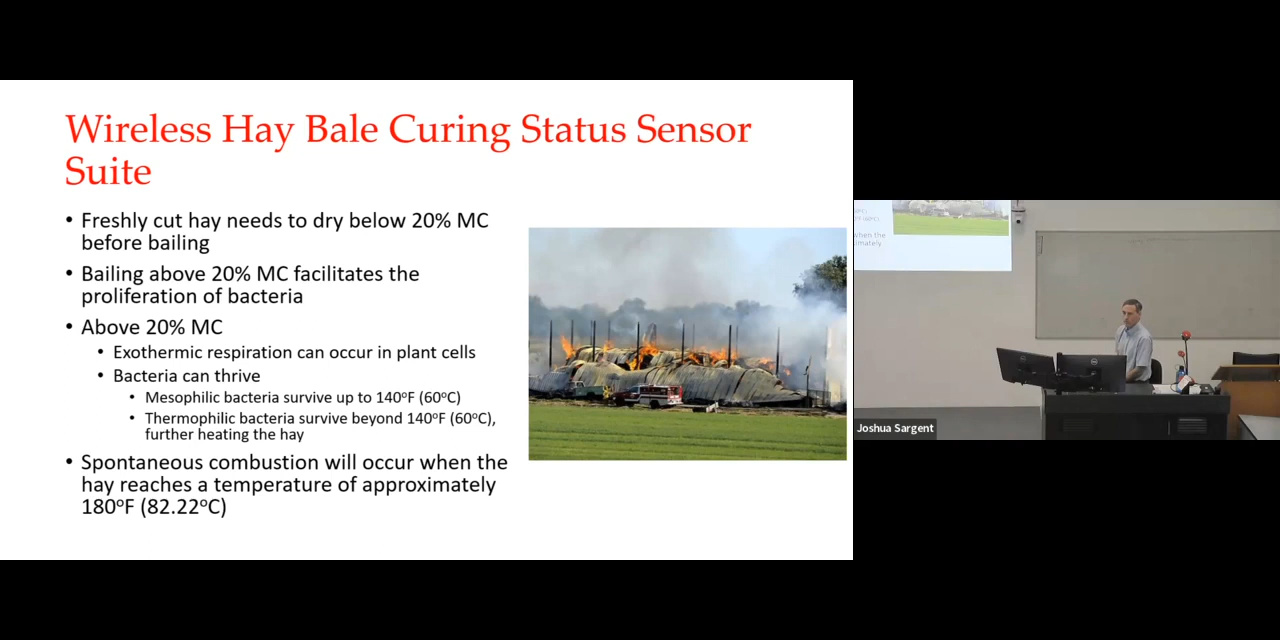 Wireless Hay Bale Curing Status Sensor
Suite
• Freshly cut hay needs to dry below 20% MC
before bailing
• Bailing above 20% MC facilitates the
proliferation of bacteria
• Above 20% MC
• Exothermic respiration can occur in plant cells
• Bacteria can thrive
• Mesophilic bacteria survive up to 140ºF (60ºC)
• Thermophilic bacteria survive beyond 140ºF (60ºC),
further heating the hay
• Spontaneous combustion will occur when the
hay reaches a temperature of approximately
180ºF (82.22ºC)
when the
Joshua Sargent